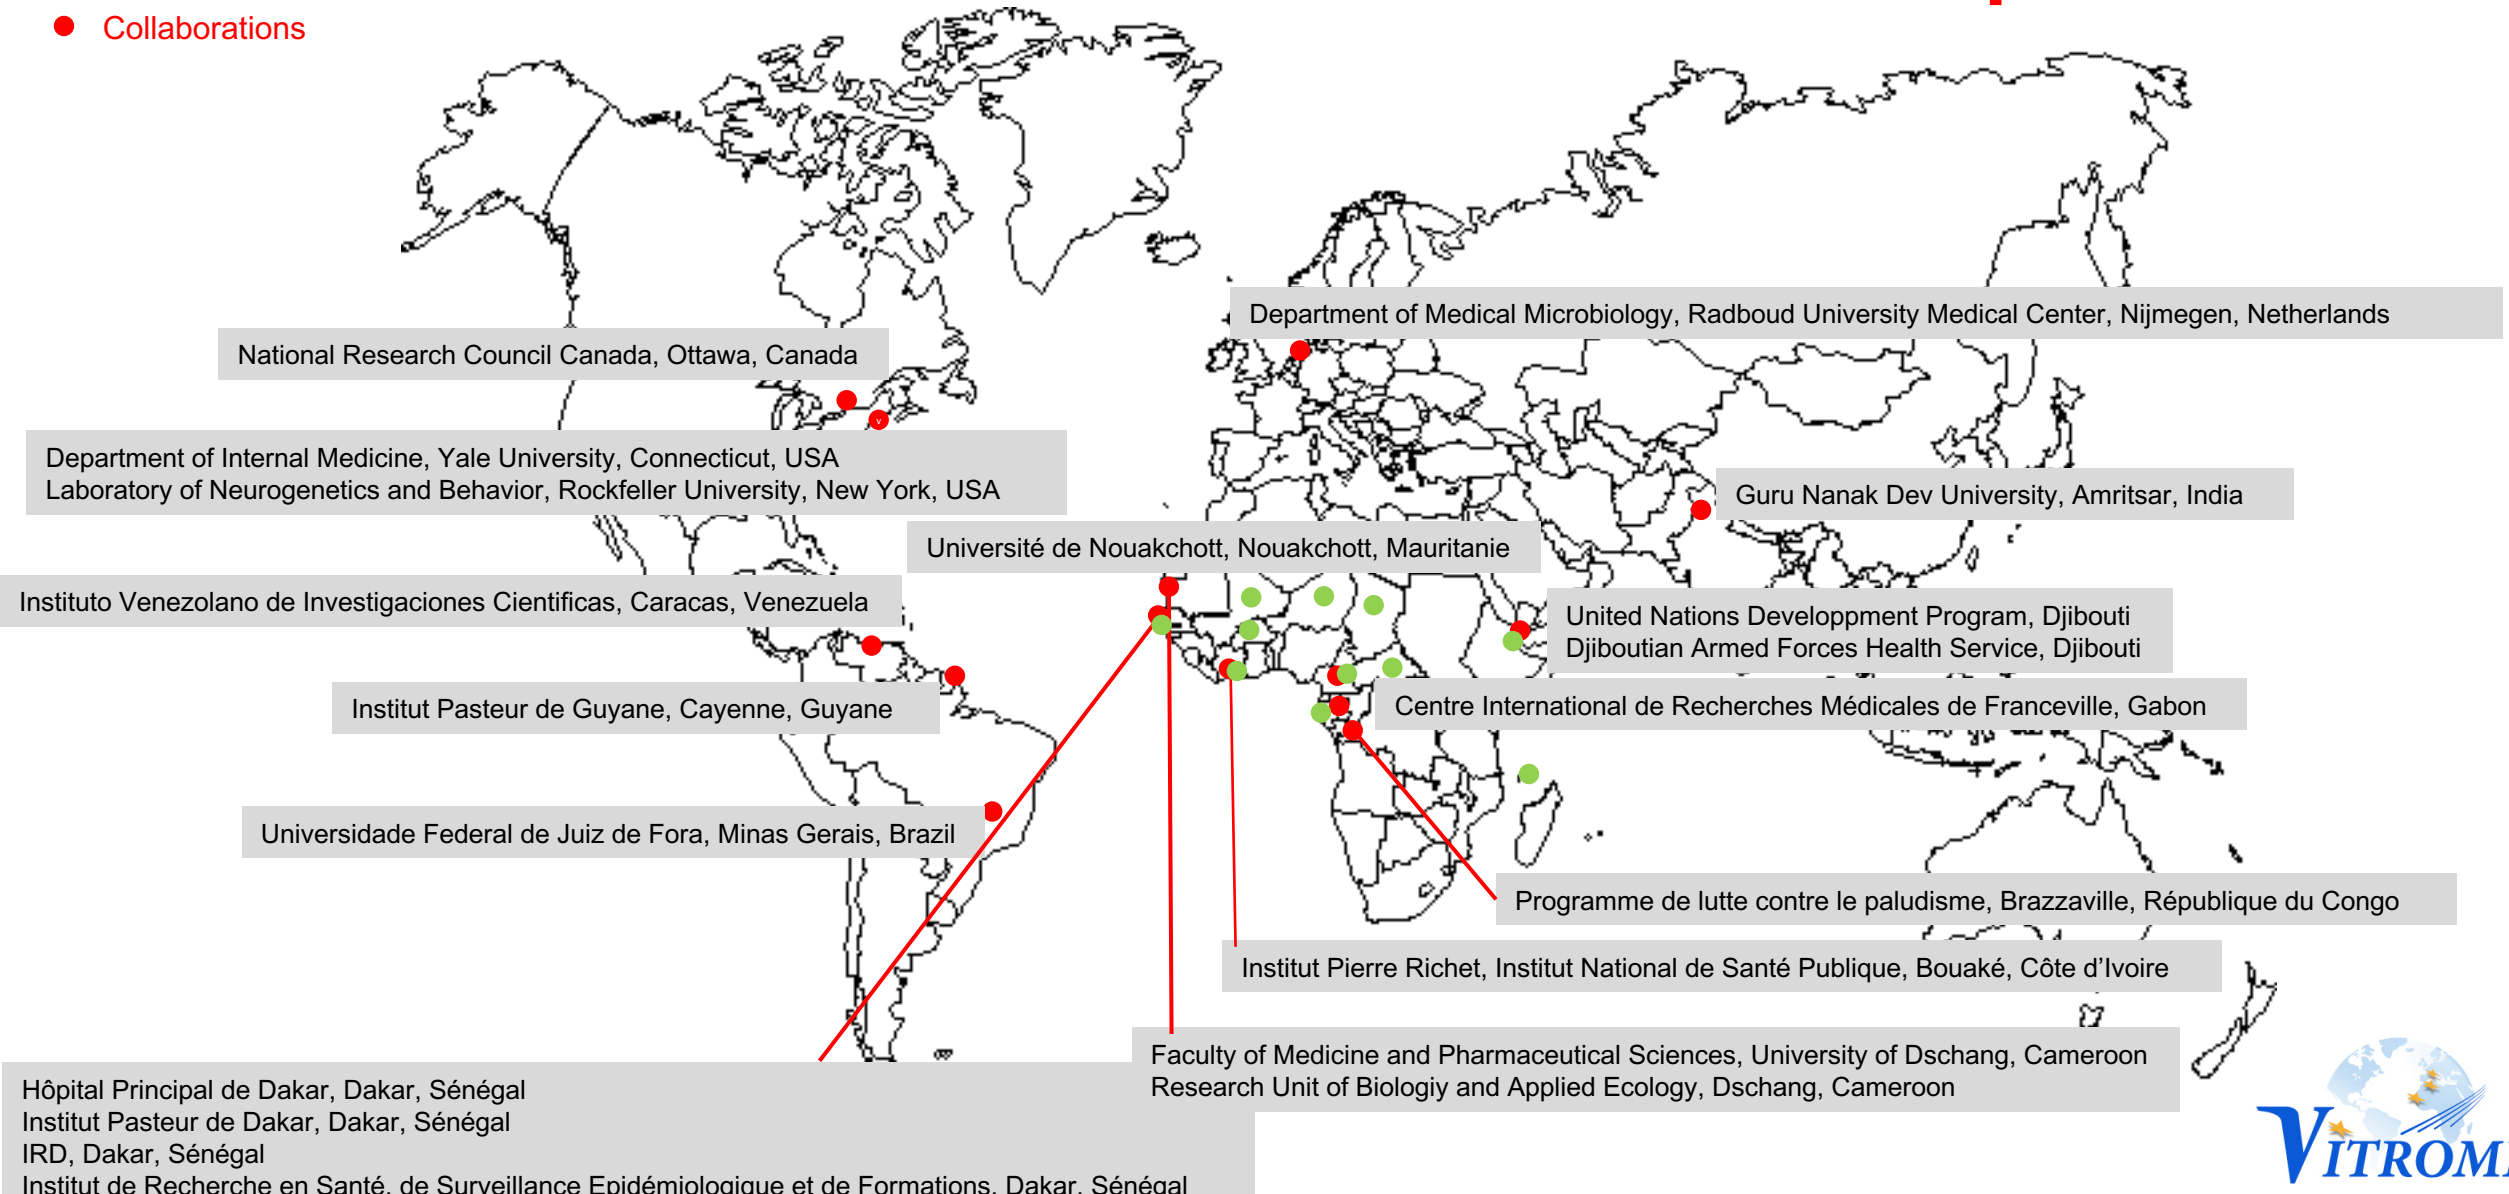 Collaborations
Department of Medical Microbiology, Radboud University Medical Center, Nijmegen, Netherlands
National Research Council Canada, Ottawa, Canada
v
Department of Internal Medicine, Yale University, Connecticut, USA
Laboratory of Neurogenetics and Behavior, Rockfeller University, New York, USA
Guru Nanak Dev University, Amritsar, India
Université de Nouakchott, Nouakchott, Mauritanie
Instituto Venezolano de Investigaciones Cientificas, Caracas, Venezuela
United Nations Developpment Program, Djibouti
Djiboutian Armed Forces Health Service, Djibouti
Institut Pasteur de Guyane, Cayenne, Guyane
Centre International de Recherches Médicales de Franceville, Gabon
Universidade Federal de Juiz de Fora, Minas Gerais, Brazil
Programme de lutte contre le paludisme, Brazzaville, République du Congo
Institut Pierre Richet, Institut National de Santé Publique, Bouaké, Côte d’Ivoire
Faculty of Medicine and Pharmaceutical Sciences, University of Dschang, Cameroon
Research Unit of Biologiy and Applied Ecology, Dschang, Cameroon
Hôpital Principal de Dakar, Dakar, Sénégal
Institut Pasteur de Dakar, Dakar, Sénégal
IRD, Dakar, Sénégal
Institut de Recherche en Santé, de Surveillance Epidémiologique et de Formations, Dakar, Sénégal